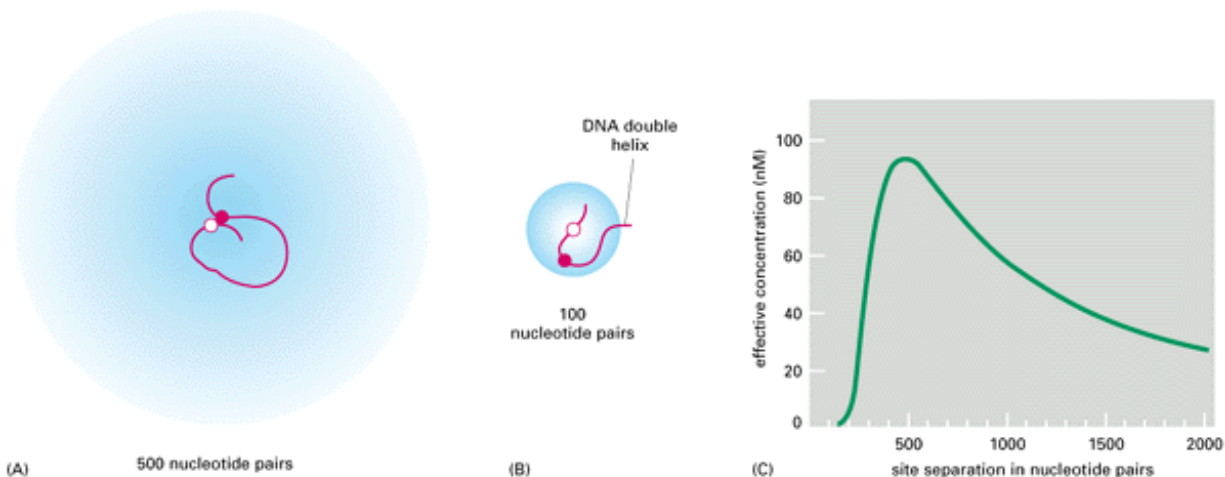 (A)
500 nucleotide pairs
(B)
DNA double
helix
100
nucleotide pairs
(C)
effective concentration (nM)
100
80
60
40
20
0
500
1000
1500
2000
site separation in nucleotide pairs